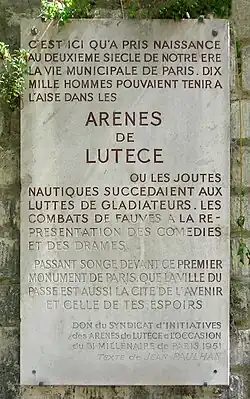 C'EST ICI QU'A PRIS NAISSANCE
AU DEUXIEME SIECLE DE NOTRE ERE
LA VIE MUNICIPALE DE PARIS. DIX
MILLE HOMMES POUVAIENT TENIR A
L'AISE DANS LES
ARENES
DE
LUTECE
OU LES JOUTES
NAUTIQUES SUCCEDAIENT AUX
LUTTES DE GLADIATEURS. LES
COMBATS DE FAUVES A LA RE-
PRESENTATION DES COMEDIES
ET DES DRAMES.
PASSANT SONGE DEVANT CE PREMIER
MONUMENT DE PARIS. QUE LA VILLE DU
PASSE EST AUSSI LA CITE DE L'AVENIR
ET CELLE DE TES ESPOIRS
DON du SYNDICAT d'INITIATIVES
des ARENES de LUTECE a L'OCCASION
du BI-MILLENAIRE de PARIS 1951
TEXTE de JEAN PAULHAN